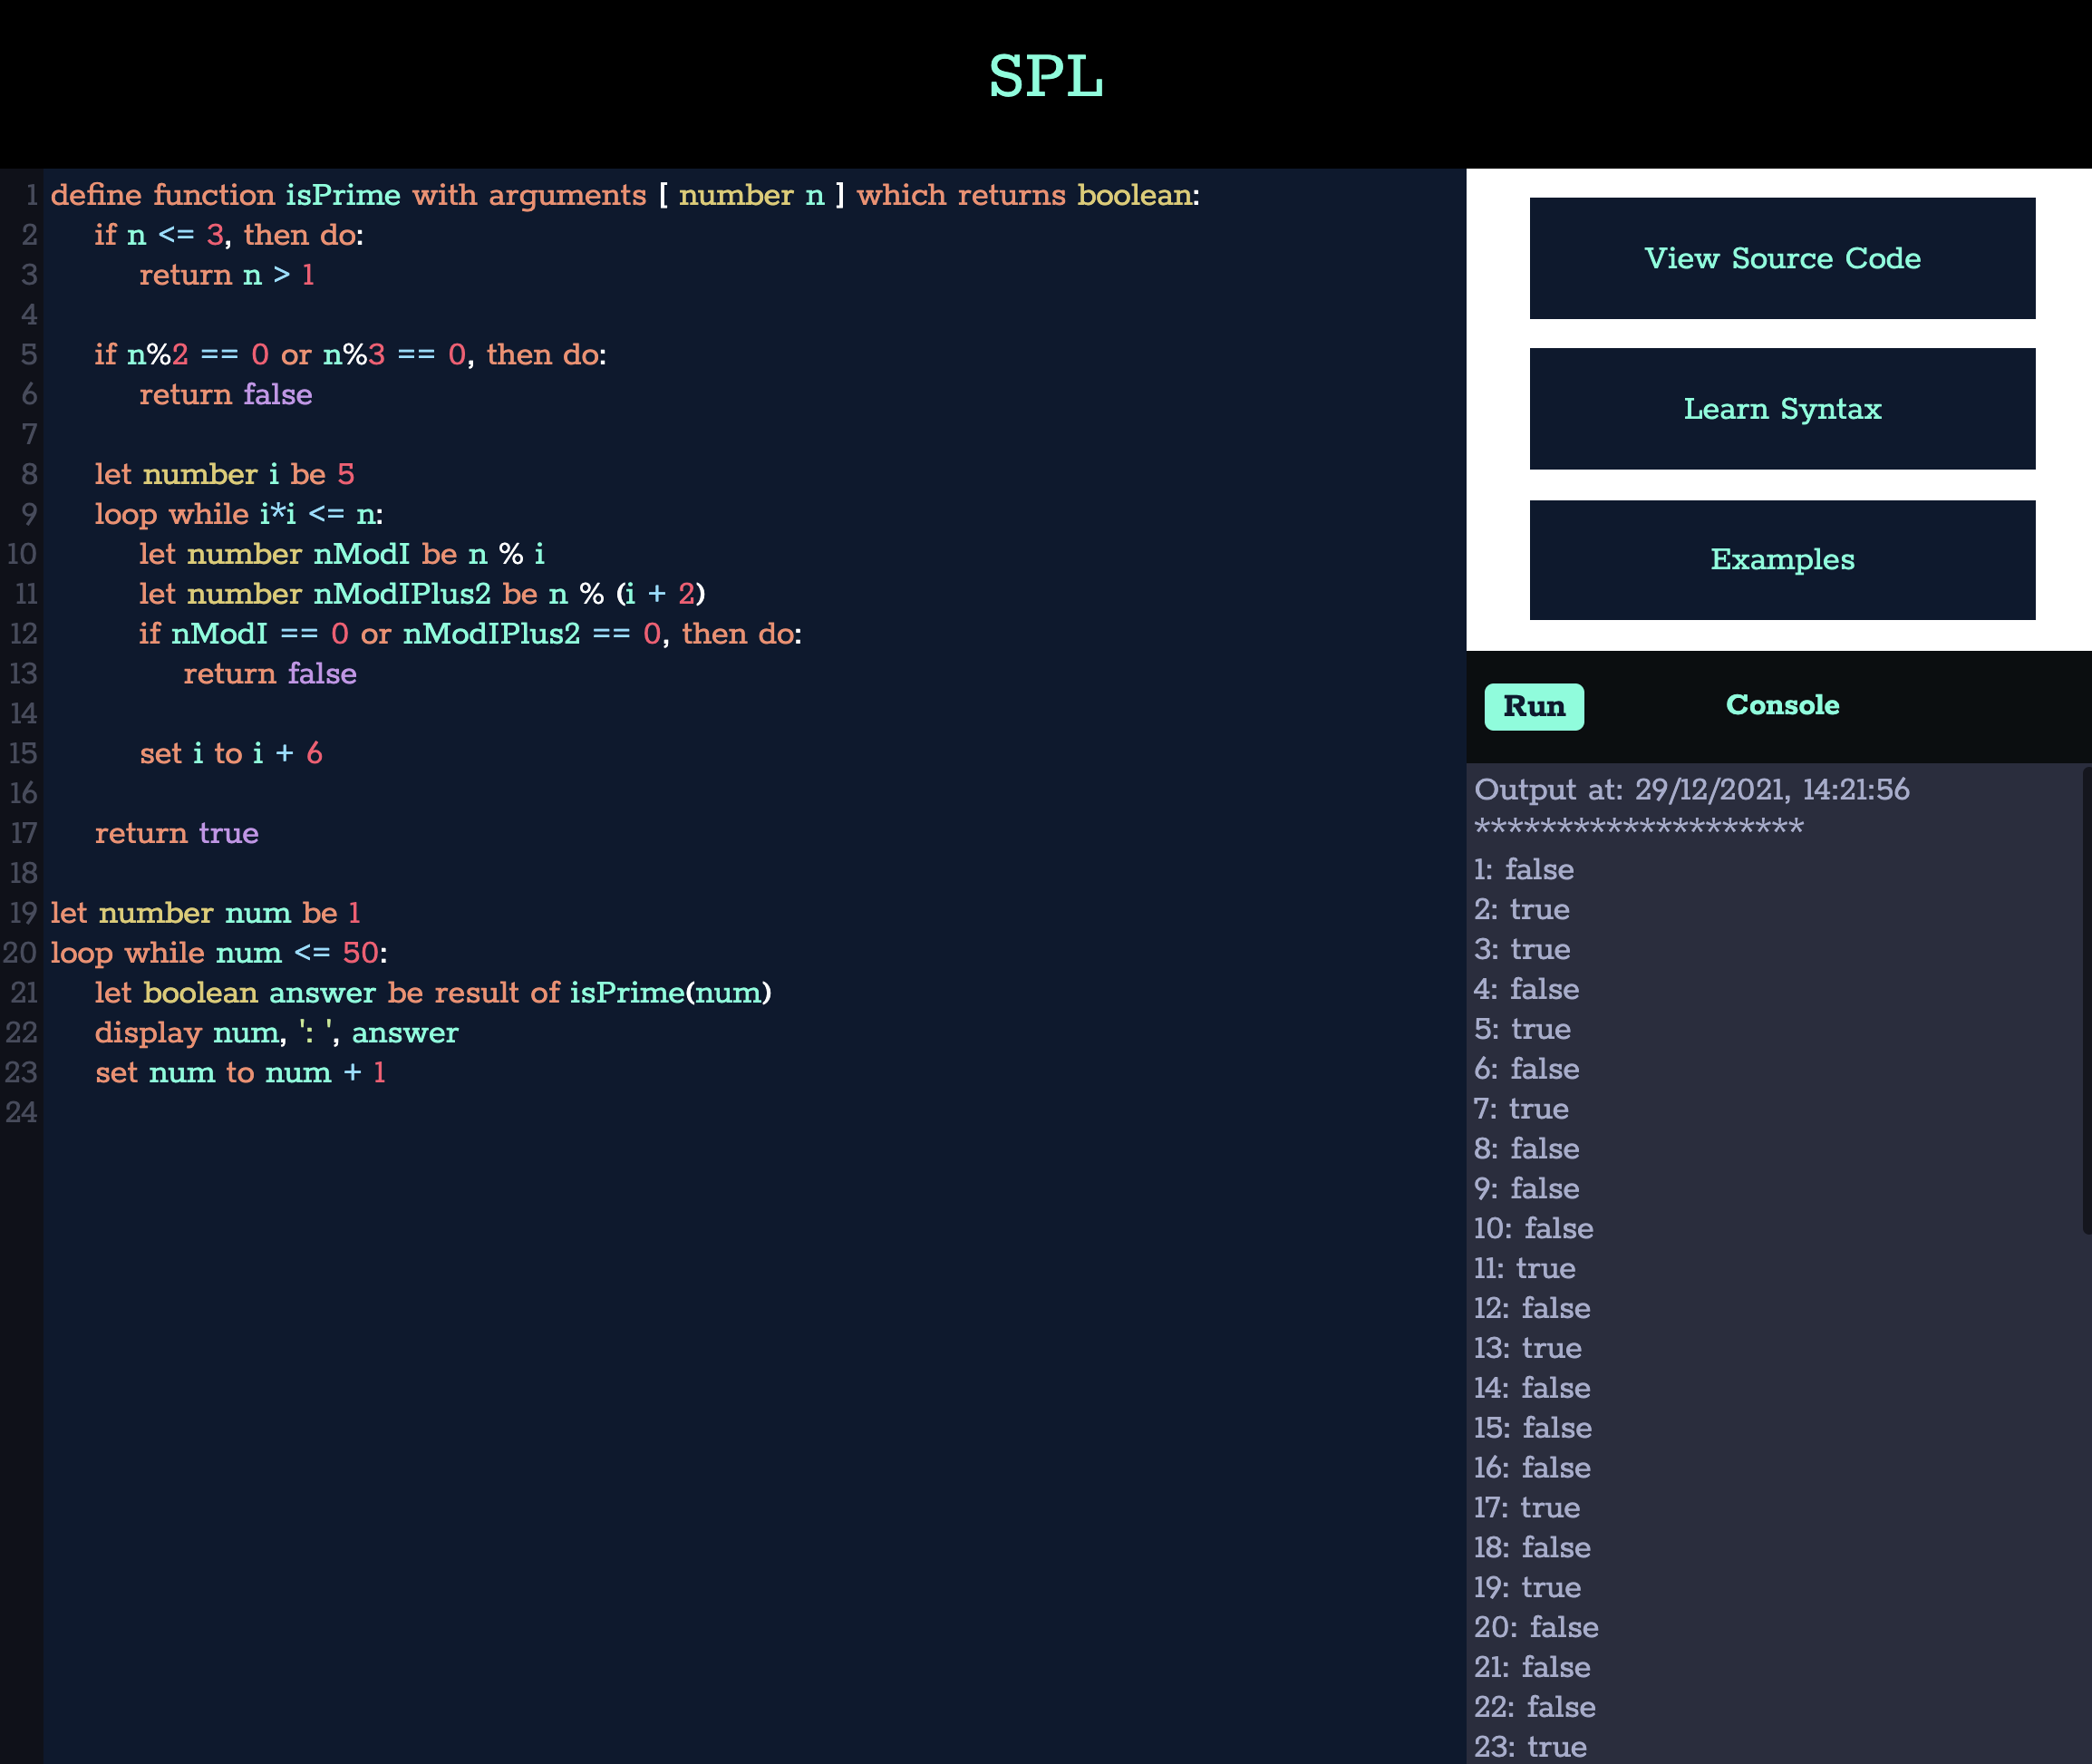 SPL
1 define function isPrime with arguments [ number n ] which returns boolean:
2 if n <= 3, then do:
3 return n > 1
4
5 if n%2 == 0 or n%3 == 0, then do:
6 return false
7
8 let number i be 5
9 loop while i*i <= n:
10 let number nModI be n % i
11 let number nModIPlus2 be n % (i + 2)
12 if nModI == 0 or nModIPlus2 == 0, then do:
13 return false
14
15 set i to i + 6
16
17 return true
18
19 let number num be 1
20 loop while num <= 50:
21 let boolean answer be result of isPrime(num)
22 display num, ': ', answer
23 set num to num + 1
24
View Source Code
Learn Syntax
Examples
Run
Console
Output at: 29/12/2021, 14:21:56
********************
1: false
2: true
3: true
4: false
5: true
6: false
7: true
8: false
9: false
10: false
11: true
12: false
13: true
14: false
15: false
16: false
17: true
18: false
19: true
20: false
21: false
22: false
23: true